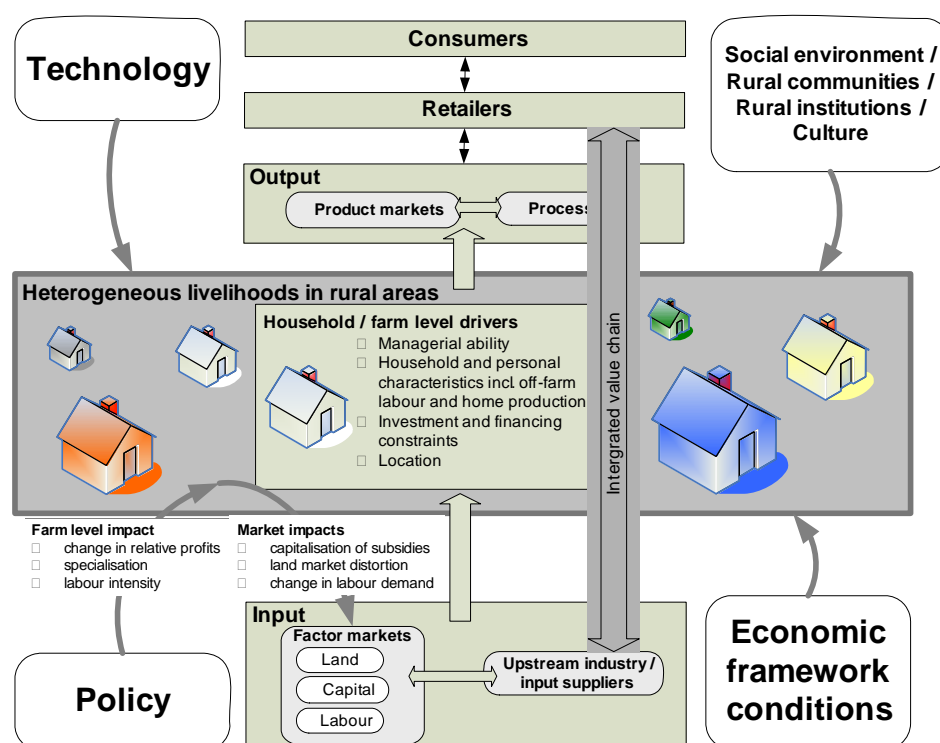 Technology
Consumers
Retailers
Social environment /
Rural communities /
Rural institutions /
Culture
Output
Product markets
Process
Heterogeneous livelihoods in rural areas
Household / farm level drivers
Managerial ability
Household and personal
characteristics incl. off-farm
labour and home production
Investment and financing
constraints
Location
Intergrated value chain
Farm level impact
change in relative profits
specialisation
labour intensity
Market impacts
capitalisation of subsidies
land market distortion
change in labour demand
Input
Factor markets
Land
Capital
Labour
Upstream industry /
input suppliers
Policy
Economic
framework
conditions